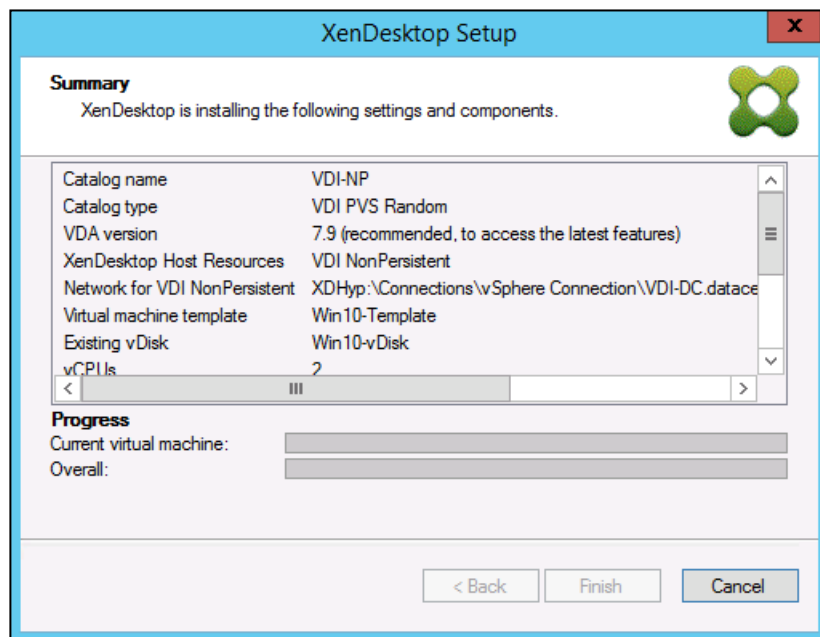 XenDesktop Setup
x
Summary
XenDesktop is installing the following settings and components.
Catalog name VDI-NP
Catalog type VDI PVS Random
VDA version 7.9 (recommended, to access the latest features)
XenDesktop Host Resources VDI NonPersistent
Network for VDI NonPersistent XDHyp:\Connections\vSphere Connection\VDI-DC.datace
Virtual machine template Win10-Template
Existing vDisk Win10-vDisk
vCPUs 2
Progress
Current virtual machine:
Overall:
< Back Finish Cancel